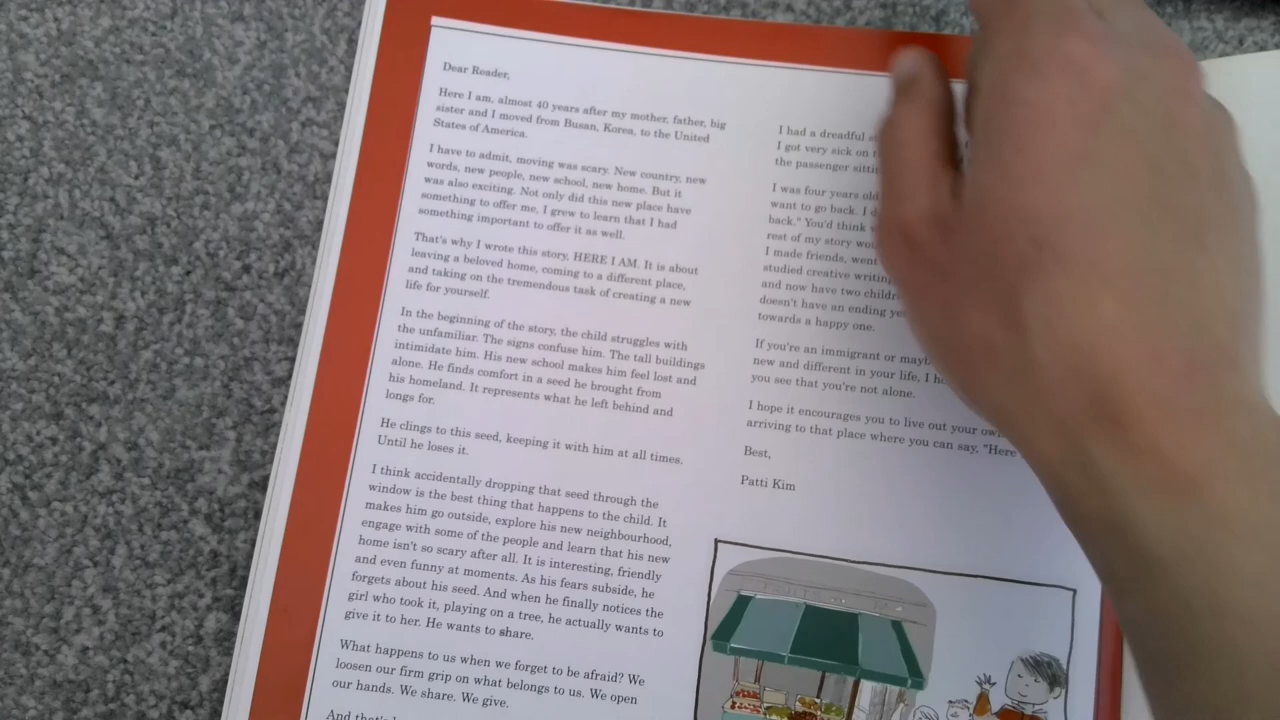 Dear Reader,
Here I am, almost 40 years after my mother, father, big
sister and I moved from Busan, Korea, to the United
States of America.
I have to admit, moving was scary. New country, new
words, new people, new school, new home. But it
was also exciting. Not only did this new place have
something to offer me, I grew to learn that I had
something important to offer it as well.
That's why I wrote this story, HERE I AM. It is about
leaving a beloved home, coming to a different place,
and taking on the tremendous task of creating a new
life for yourself.
In the beginning of the story, the child struggles with
the unfamiliar. The signs confuse him. The tall buildings
intimidate him. His new school makes him feel lost and
alone. He finds comfort in a seed he brought from
his homeland. It represents what he left behind and
longs for.
He clings to this seed, keeping it with him at all times.
Until he loses it.
I think accidentally dropping that seed through the
window is the best thing that happens to the child. It
makes him go outside, explore his new neighbourhood,
engage with some of the people and learn that his new
home isn't so scary after all. It is interesting, friendly
and even funny at moments. As his fears subside, he
forgets about his seed. And when he finally notices the
girl who took it, playing on a tree, he actually wants to
give it to her. He wants to share.
What happens to us when we forget to be afraid? We
loosen our firm grip on what belongs to us. We open
our hands. We share. We give.
And that's
I had a dreadful
I got very sick on
the passenger
I was four years old
want to go back. I
back." You'd think
rest of my story
I made friends, went
studied creative
and now have two
doesn't have an ending
towards a happy one.
If you're an immigrant or
new and different in your life, I
you see that you're not alone.
I hope it encourages you to live out your
arriving to that place where you can say, "Here
Best,
Patti Kim
FRUITS